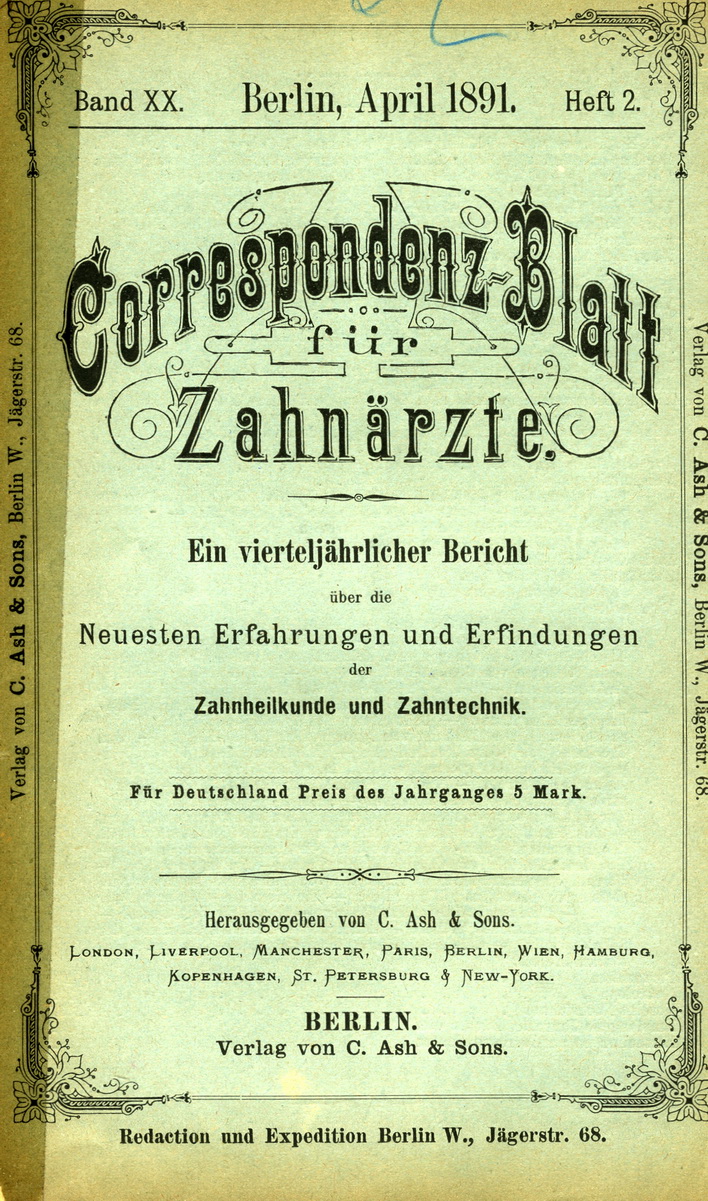 Band XX. Berlin, April 1891. Heft 2.
Correspondenz-Blatt
für
Zahnärzte.
Ein vierteljährlicher Bericht
über die
Neuesten Erfahrungen und Erfindungen
der
Zahnheilkunde und Zahntechnik.
Für Deutschland Preis des Jahrganges 5 Mark.
Herausgegeben von C. Ash & Sons.
London, Liverpool, Manchester, Paris, Berlin, Wien, Hamburg,
Kopenhagen, St. Petersburg & New-York.
BERLIN.
Verlag von C. Ash & Sons.
Redaction und Expedition Berlin W., Jägerstr. 68.
Verlag von C. Ash & Sons, Berlin W., Jägerstr. 68.
Verlag von C. Ash & Sons, Berlin W., Jägerstr. 68.